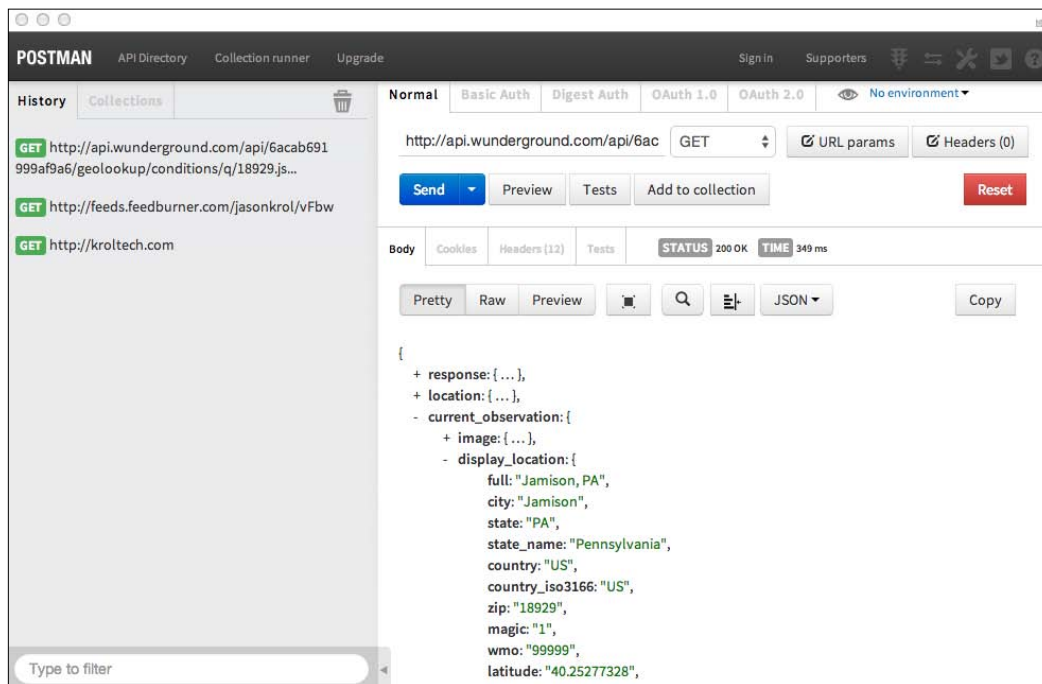 POSTMAN API Directory Collection runner Upgrade Sign in Supporters
History Collections
GET http://api.wunderground.com/api/6acab691
999af9a6/geolookup/conditions/q/18929.js...
GET http://feeds.feedburner.com/jasonkrol/vFbw
GET http://kroltech.com
Type to filter
Normal Basic Auth Digest Auth OAuth 1.0 OAuth 2.0 No environment
http://api.wunderground.com/api/6ac GET URL params Headers (0)
Send Preview Tests Add to collection Reset
Body Cookies Headers (12) Tests STATUS 200 OK TIME 349 ms
Pretty Raw Preview JSON Copy
{
+ response: { ... },
+ location: { ... },
- current_observation: {
+ image: { ... },
- display_location: {
full: "Jamison, PA",
city: "Jamison",
state: "PA",
state_name: "Pennsylvania",
country: "US",
country_iso3166: "US",
zip: "18929",
magic: "1",
wmo: "99999",
latitude: "40.25277328",